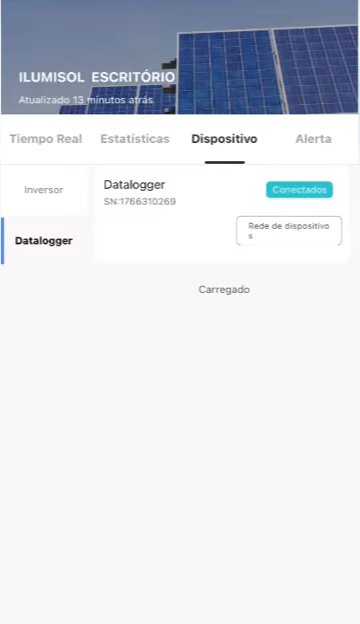 ILUMISOL ESCRITÓRIO
Atualizado 13 minutos atrás
Tiempo Real Estatísticas Dispositivo Alerta
Inversor
Datalogger
Datalogger
Conectados
SN:1766310269
Rede de dispositivo
s
Carregado